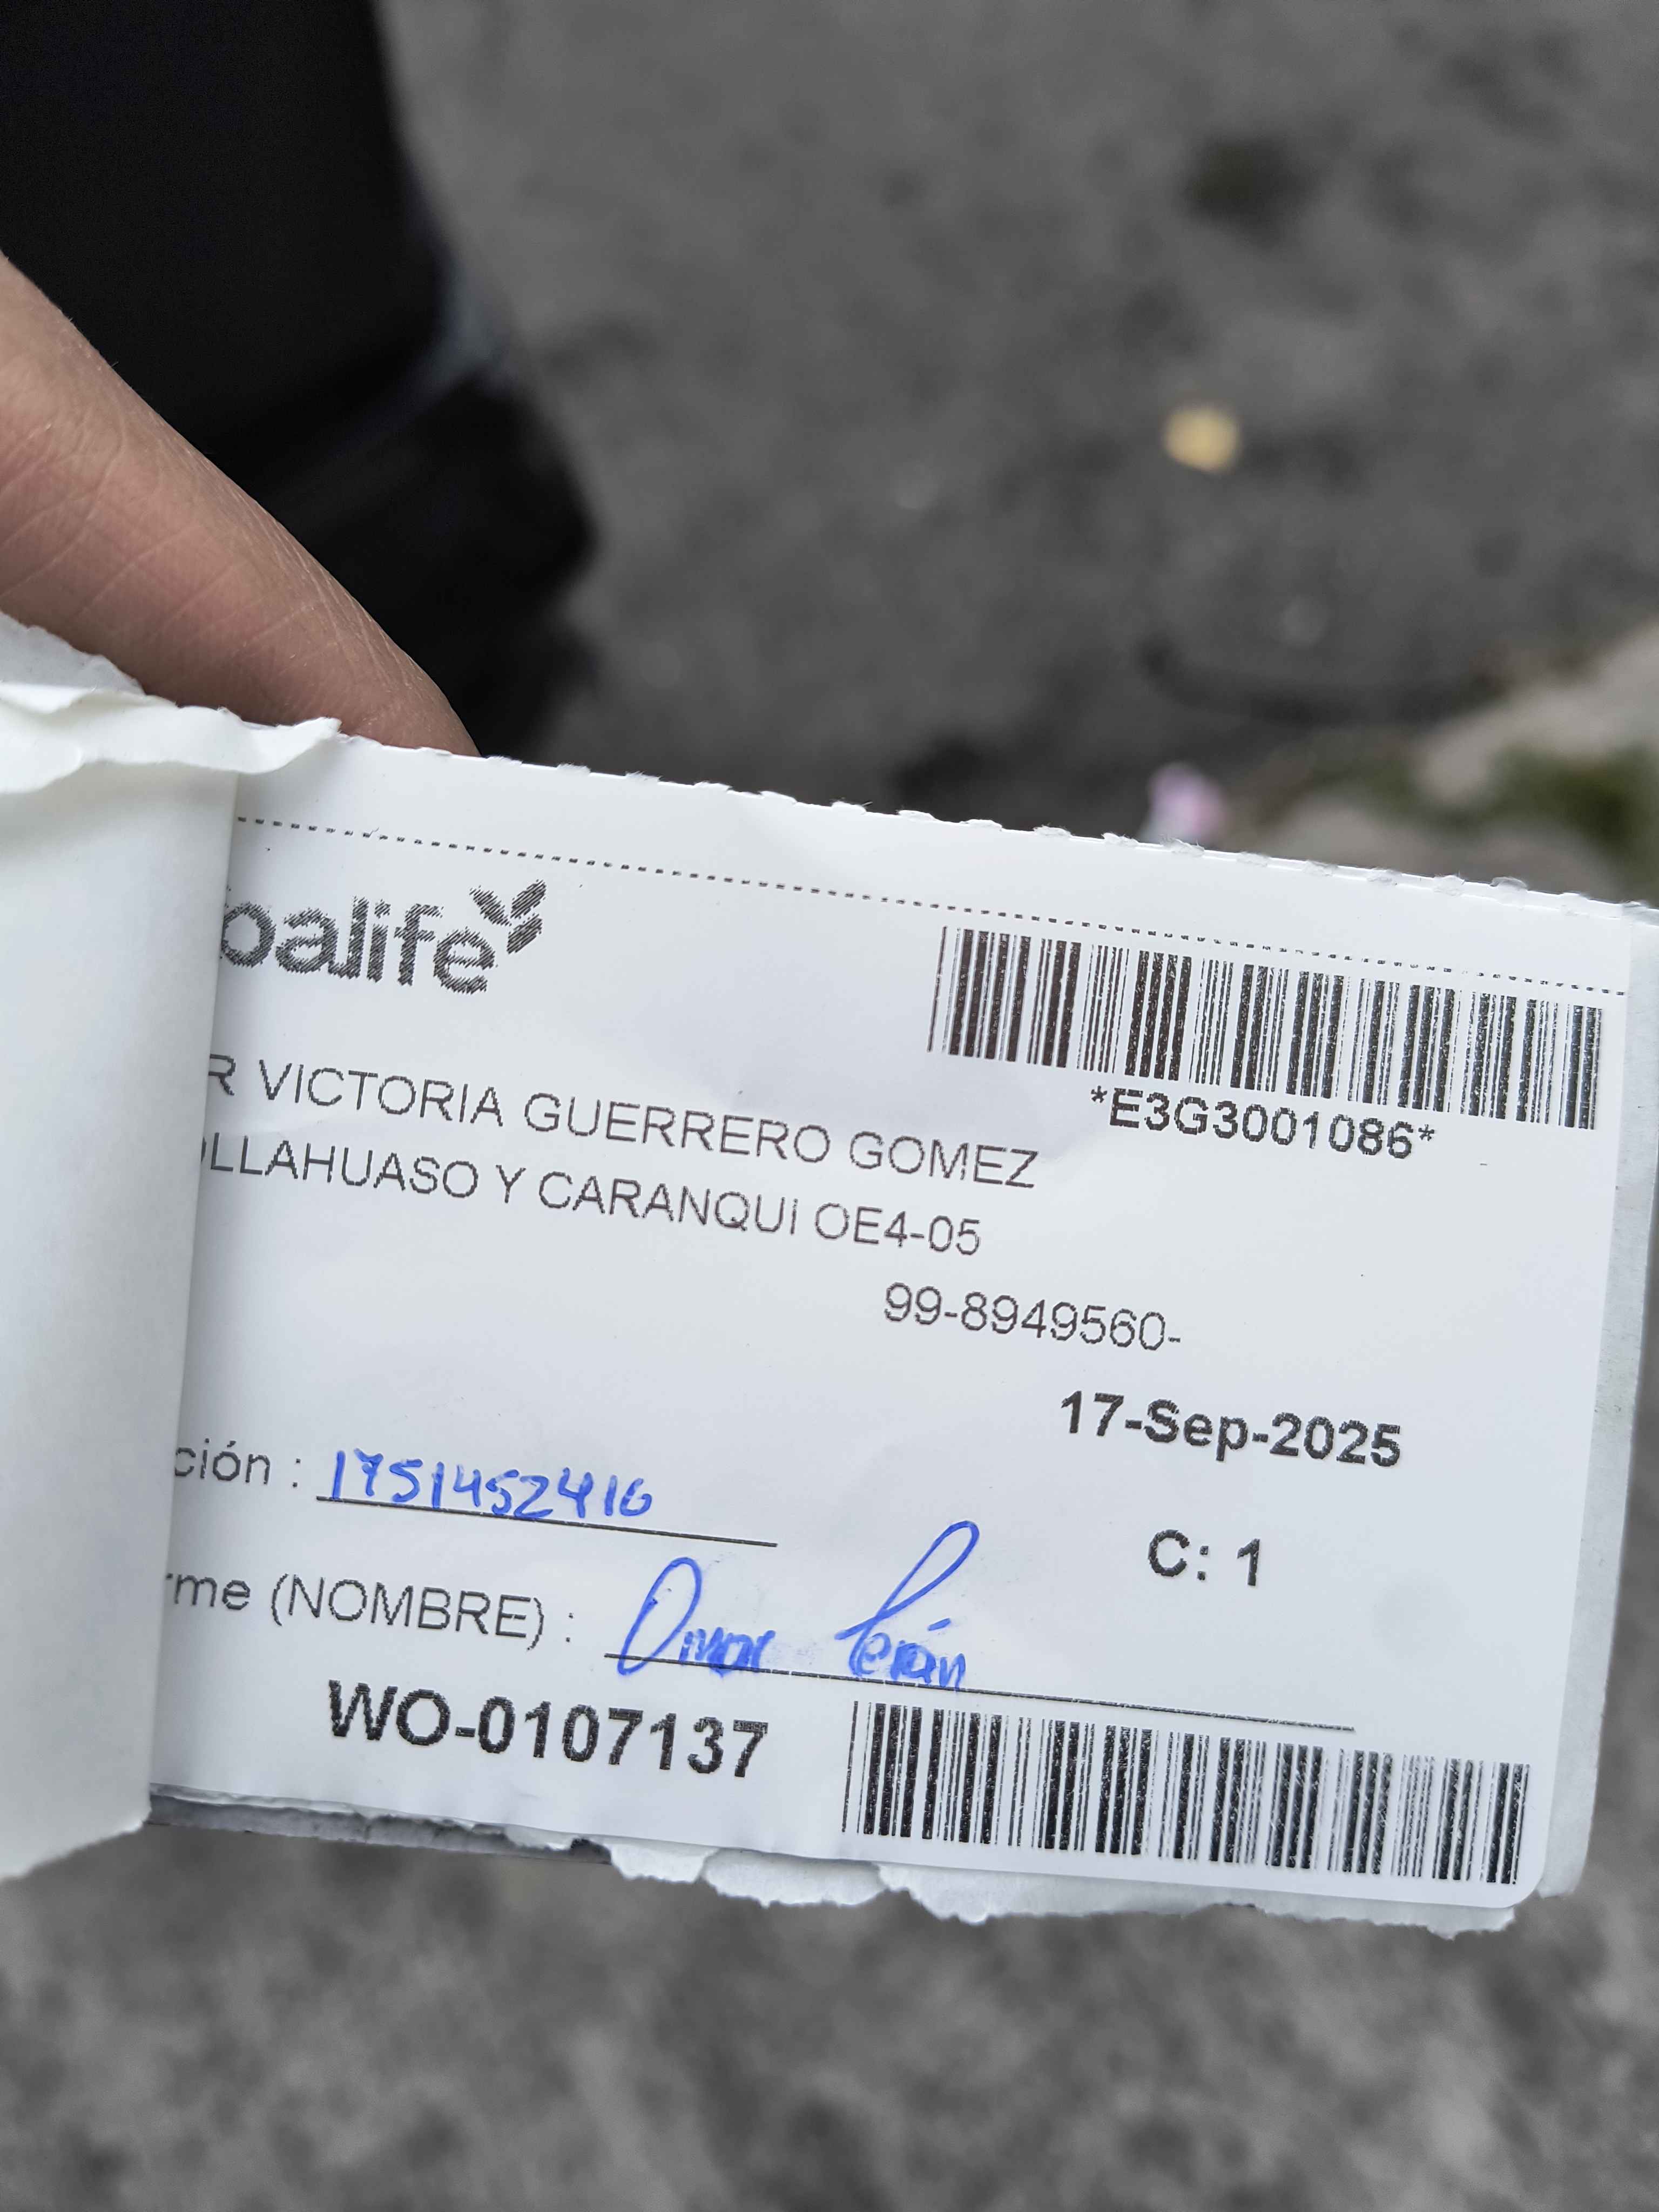 balife
*E3G3001086*
R VICTORIA GUERRERO GOMEZ
OLLAHUASO Y CARANQUI OE4-05
99-8949560-
17-Sep-2025
ción : 1751452410
C: 1
rme (NOMBRE) : Omar Terán
WO-0107137